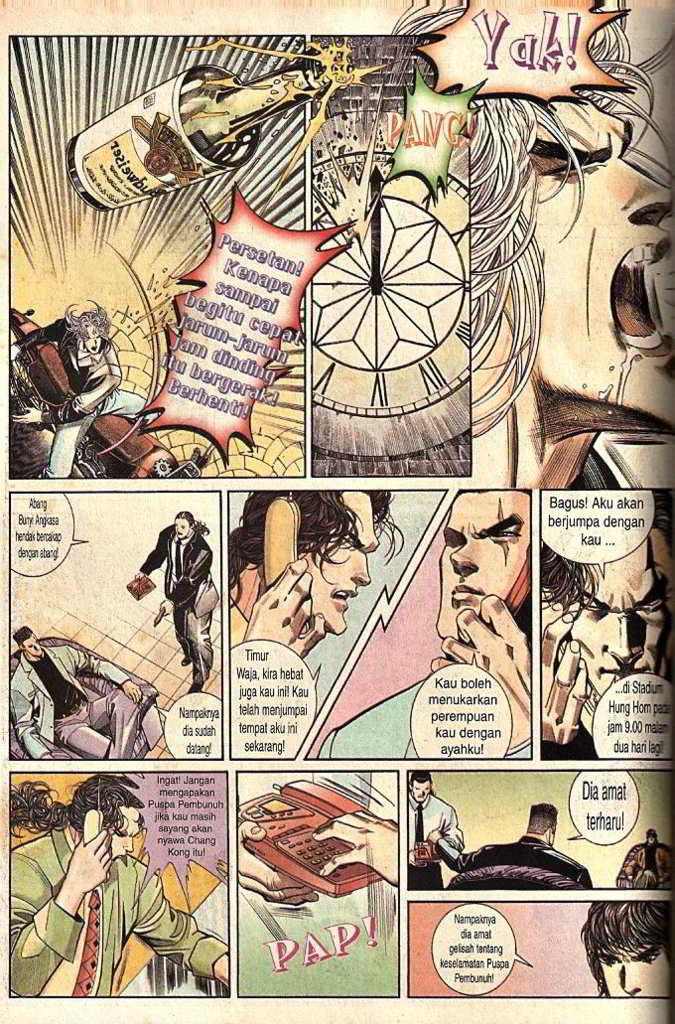 Yak!
PANG!
Budweiser
Persetan!
Kenapa
sampai
begitu cepat
jarum-jarum
jam dinding
itu bergerak!
Berhenti!
Abang
Bunyi Angkasa
hendak bercakap
dengan abang!
Nampaknya
dia sudah
datang!
Timur
Waja, kira hebat
juga kau ini! Kau
telah menjumpai
tempat aku ini
sekarang!
Kau boleh
menukarkan
perempuan
kau dengan
ayahku!
Bagus! Aku akan
berjumpa dengan
kau ...
...di Stadium
Hung Hom pada
jam 9.00 malam
dua hari lagi!
Ingat! Jangan
mengapakan
Puspa Pembunuh
jika kau masih
sayang akan
nyawa Chang
Kong itu!
PAP!
Dia amat
terharu!
Nampaknya
dia amat
gelisah tentang
keselamatan Puspa
Pembunuh!